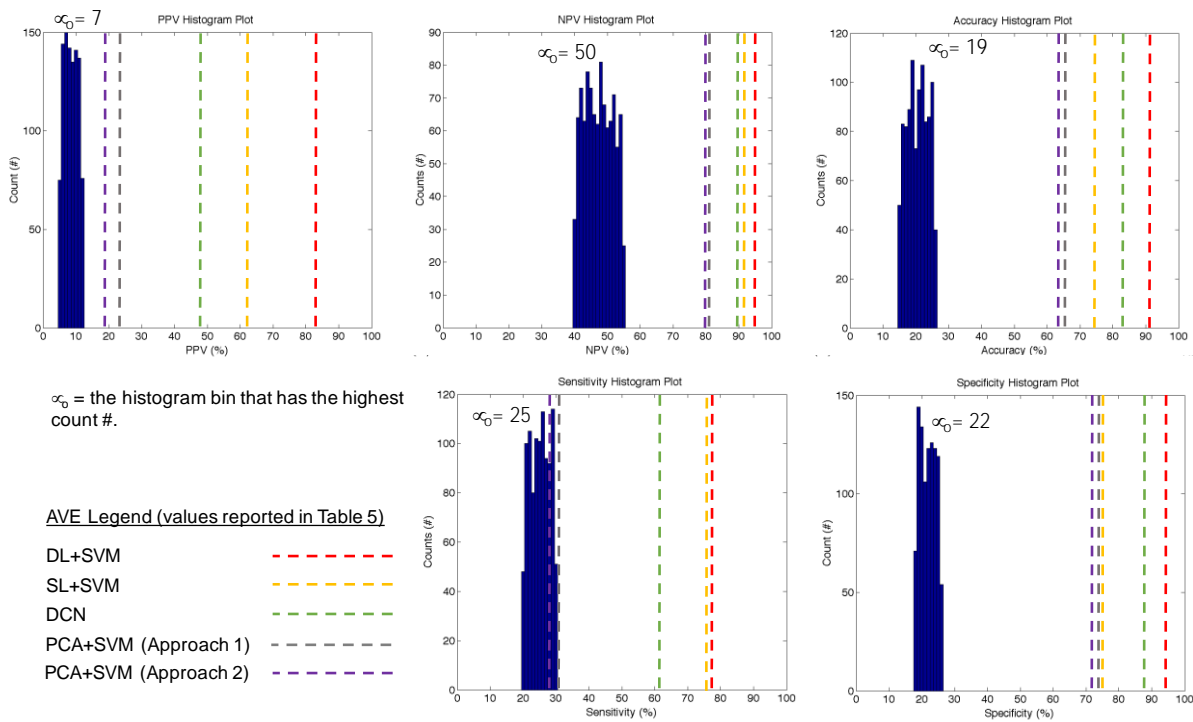 ∝₀= 7
PPV Histogram Plot
150
100
50
0
Count (#)
0 10 20 30 40 50 60 70 80 90 100
PPV (%)
NPV Histogram Plot
∝₀= 50
90
80
70
60
50
40
30
20
10
0
Counts (#)
0 10 20 30 40 50 60 70 80 90 100
NPV (%)
Accuracy Histogram Plot
∝₀= 19
120
100
80
60
40
20
0
Counts (#)
0 10 20 30 40 50 60 70 80 90 100
Accuracy (%)
∝₀ = the histogram bin that has the highest
count #.
AVE Legend (values reported in Table 5)
DL+SVM
SL+SVM
DCN
PCA+SVM (Approach 1)
PCA+SVM (Approach 2)
Sensitivity Histogram Plot
∝₀= 25
120
100
80
60
40
20
0
Counts (#)
0 10 20 30 40 50 60 70 80 90 100
Sensitivity (%)
Specificity Histogram Plot
∝₀= 22
150
100
50
0
Count (#)
0 10 20 30 40 50 60 70 80 90 100
Specificity (%)